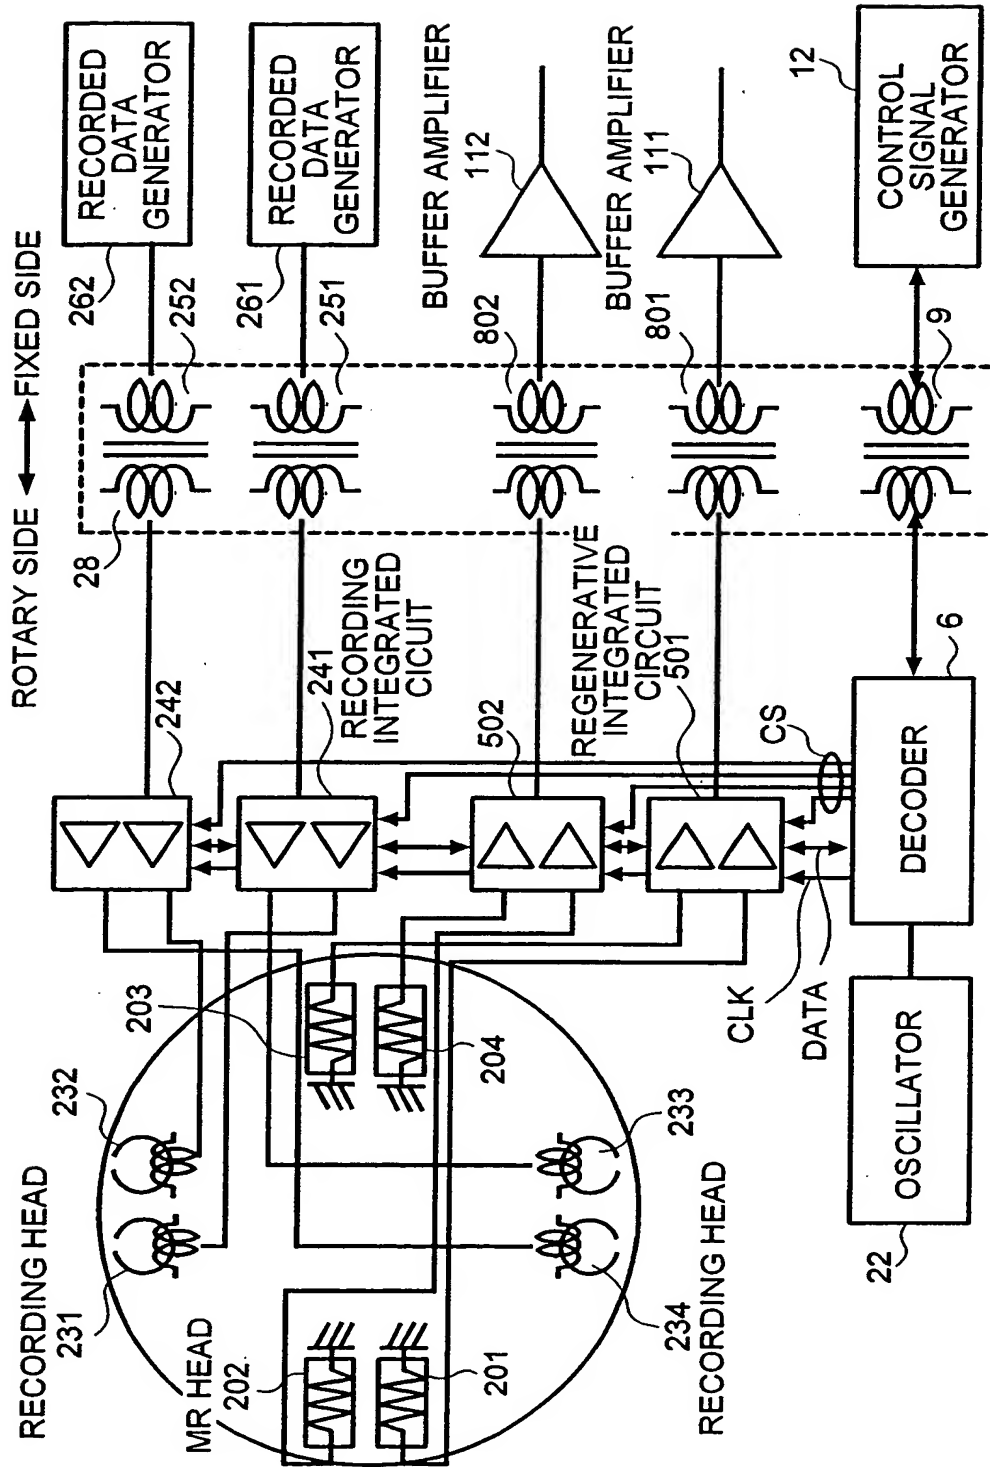 ROTARY SIDE
FIXED SIDE
RECORDING HEAD
231
232
MR HEAD
202
201
203
204
234
233
RECORDING HEAD
242
241
RECORDING
INTEGRATED
CICUIT
502
REGENERATIVE
INTEGRATED
CIRCUIT
501
CS
CLK
DATA
OSCILLATOR
22
DECODER
6
28
252
251
802
801
9
262
RECORDED
DATA
GENERATOR
261
RECORDED
DATA
GENERATOR
BUFFER AMPLIFIER
112
BUFFER AMPLIFIER
111
12
CONTROL
SIGNAL
GENERATOR